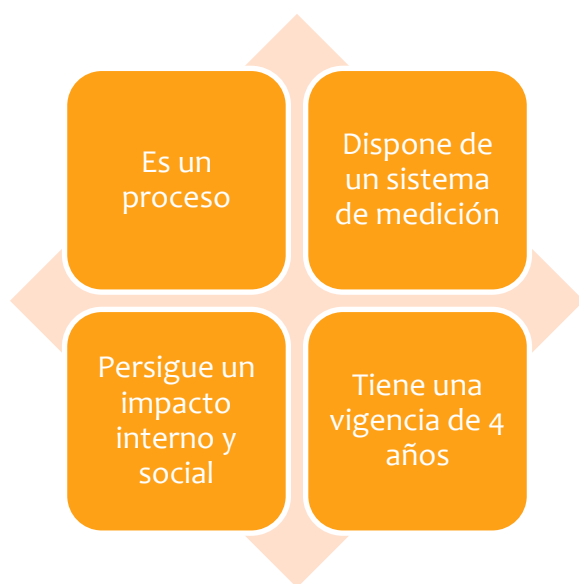 Es un
proceso
Dispone de
un sistema
de medición
Persigue un
impacto
interno y
social
Tiene una
vigencia de 4
años